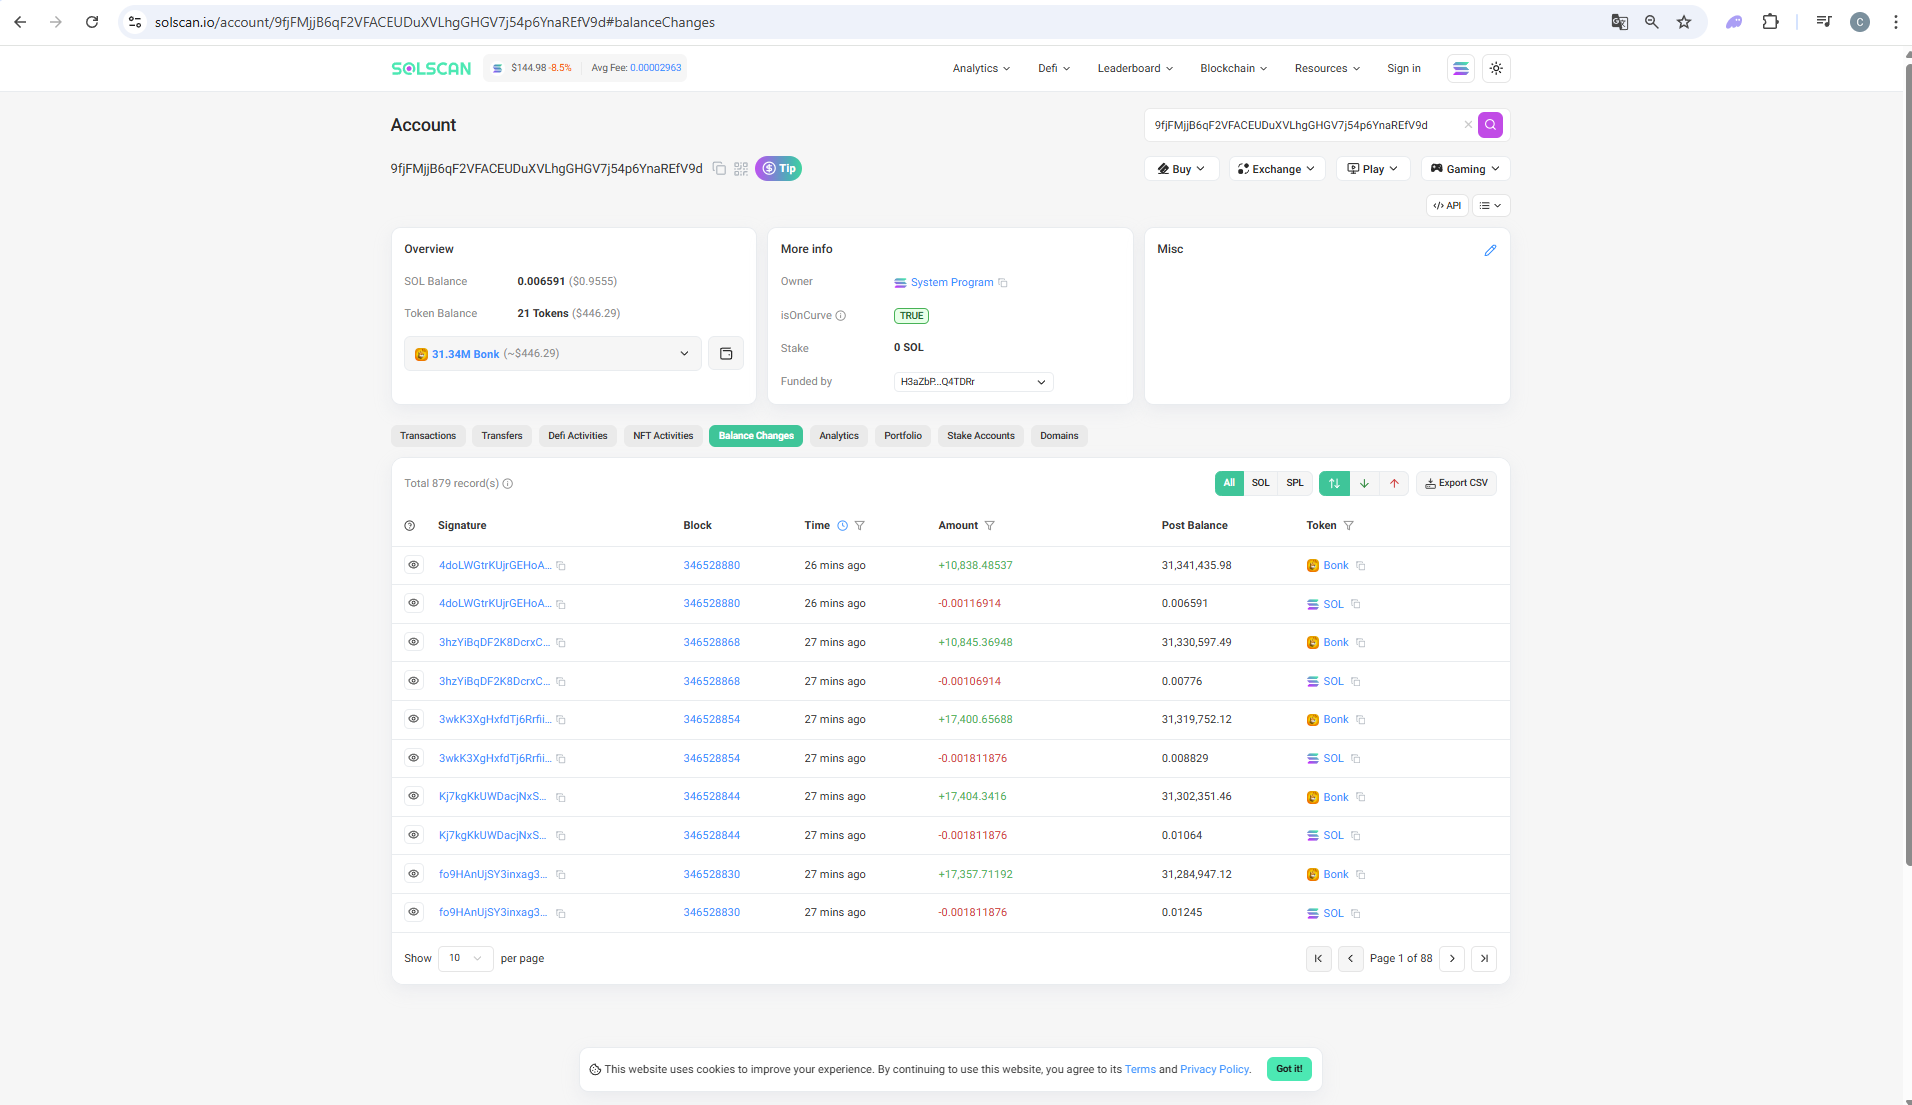 solscan.io/account/9fjFMjjB6qF2VFACEUDuXVLhgGHGV7j54p6YnaREfV9d#balanceChanges
C
SOLSCAN $144.98 -8.5% Avg Fee: 0.00002963 Analytics Defi Leaderboard Blockchain Resources Sign in
Account
9fjFMjjB6qF2VFACEUDuXVLhgGHGV7j54p6YnaREfV9d
9fjFMjjB6qF2VFACEUDuXVLhgGHGV7j54p6YnaREfV9d Tip
Buy Exchange Play Gaming
</> API
Overview
SOL Balance 0.006591 ($0.9555)
Token Balance 21 Tokens ($446.29)
31.34M Bonk (~$446.29)
More info
Owner System Program
isOnCurve TRUE
Stake 0 SOL
Funded by H3aZbP...Q4TDRr
Misc
Transactions Transfers Defi Activities NFT Activities Balance Changes Analytics Portfolio Stake Accounts Domains
Total 879 record(s) All SOL SPL Export CSV
Signature Block Time Amount Post Balance Token
4doLWGtrKUjrGEHoA... 346528880 26 mins ago +10,838.48537 31,341,435.98 Bonk
4doLWGtrKUjrGEHoA... 346528880 26 mins ago -0.00116914 0.006591 SOL
3hzYiBqDF2K8DcrxC... 346528868 27 mins ago +10,845.36948 31,330,597.49 Bonk
3hzYiBqDF2K8DcrxC... 346528868 27 mins ago -0.00106914 0.00776 SOL
3wkK3XgHxfdTj6Rrfii... 346528854 27 mins ago +17,400.65688 31,319,752.12 Bonk
3wkK3XgHxfdTj6Rrfii... 346528854 27 mins ago -0.001811876 0.008829 SOL
Kj7kgKkUWDacjNxS... 346528844 27 mins ago +17,404.3416 31,302,351.46 Bonk
Kj7kgKkUWDacjNxS... 346528844 27 mins ago -0.001811876 0.01064 SOL
fo9HAnUjSY3inxag3... 346528830 27 mins ago +17,357.71192 31,284,947.12 Bonk
fo9HAnUjSY3inxag3... 346528830 27 mins ago -0.001811876 0.01245 SOL
Show 10 per page Page 1 of 88
This website uses cookies to improve your experience. By continuing to use this website, you agree to its Terms and Privacy Policy. Got it!